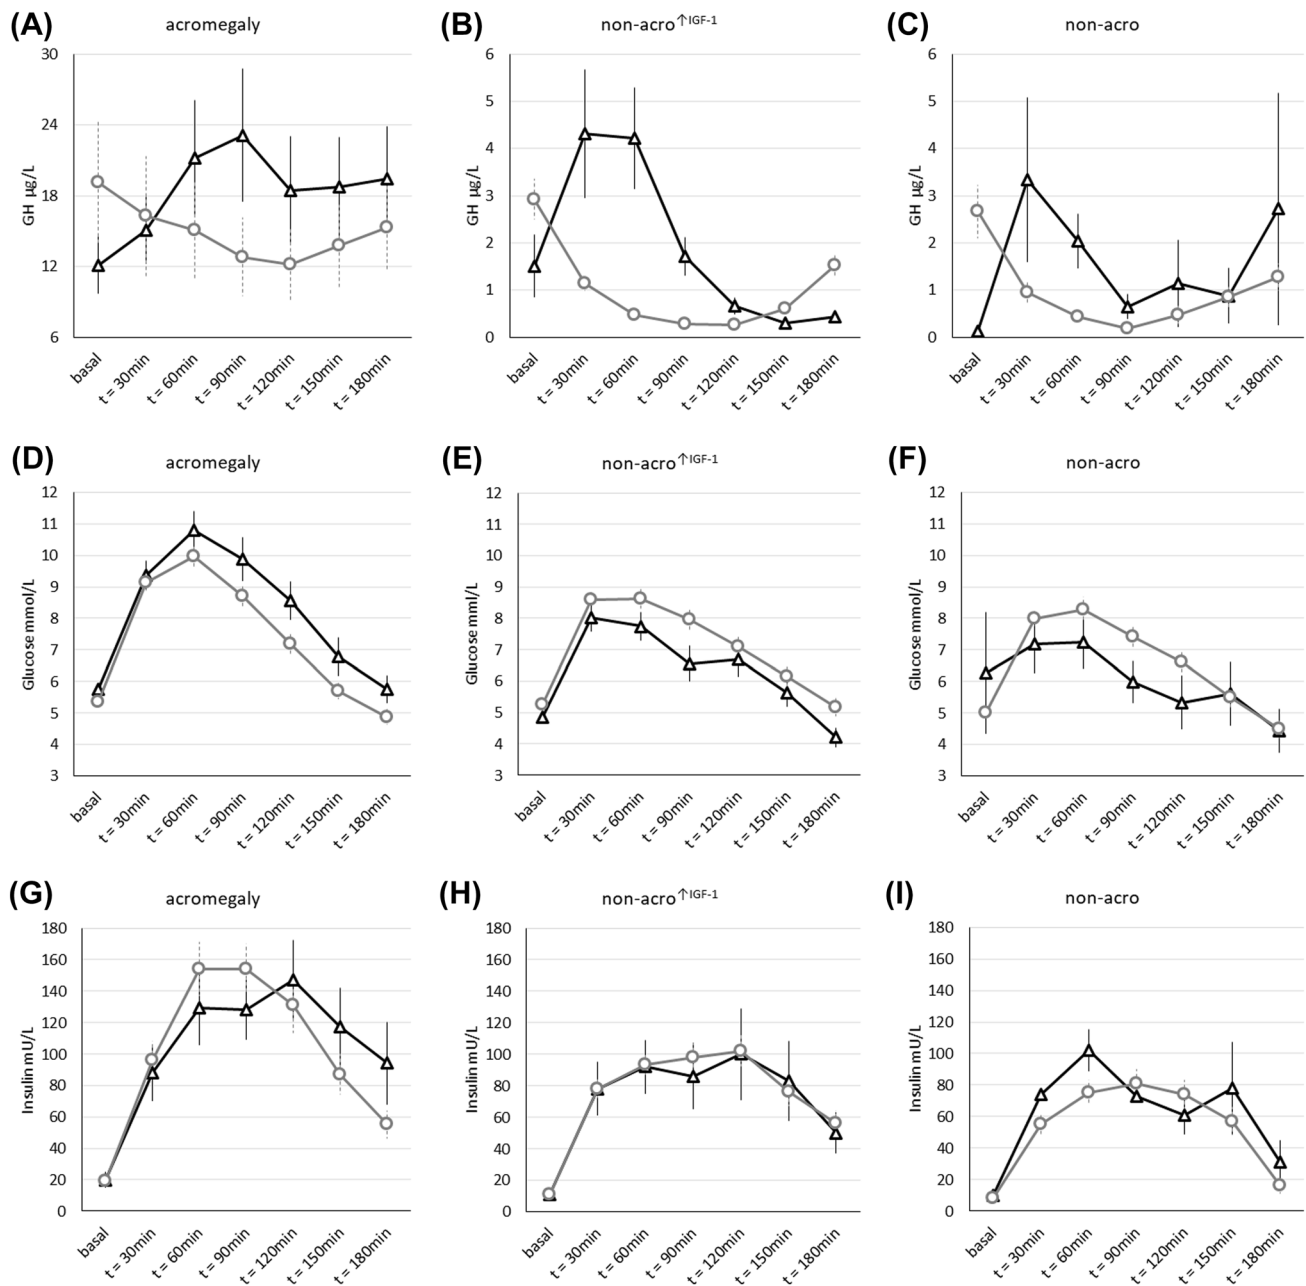 (A) acromegaly
GH µg/L
30
24
18
12
6
basal
t = 30min
t = 60min
t = 90min
t = 120min
t = 150min
t = 180min
(B) non-acro↑IGF-1
GH µg/L
6
5
4
3
2
1
0
basal
t = 30min
t = 60min
t = 90min
t = 120min
t = 150min
t = 180min
(C) non-acro
GH µg/L
6
5
4
3
2
1
0
basal
t = 30min
t = 60min
t = 90min
t = 120min
t = 150min
t = 180min
(D) acromegaly
Glucose mmol/L
12
11
10
9
8
7
6
5
4
3
basal
t = 30min
t = 60min
t = 90min
t = 120min
t = 150min
t = 180min
(E) non-acro↑IGF-1
Glucose mml/L
12
11
10
9
8
7
6
5
4
3
basal
t = 30min
t = 60min
t = 90min
t = 120min
t = 150min
t = 180min
(F) non-acro
Glucose mmol/L
12
11
10
9
8
7
6
5
4
3
basal
t = 30min
t = 60min
t = 90min
t = 120min
t = 150min
t = 180min
(G) acromegaly
Insulin mU/L
180
160
140
120
100
80
60
40
20
0
basal
t = 30min
t = 60min
t = 90min
t = 120min
t = 150min
t = 180min
(H) non-acro↑IGF-1
Insulin mU/L
180
160
140
120
100
80
60
40
20
0
basal
t = 30min
t = 60min
t = 90min
t = 120min
t = 150min
t = 180min
(I) non-acro
Insulin mU/L
180
160
140
120
100
80
60
40
20
0
basal
t = 30min
t = 60min
t = 90min
t = 120min
t = 150min
t = 180min